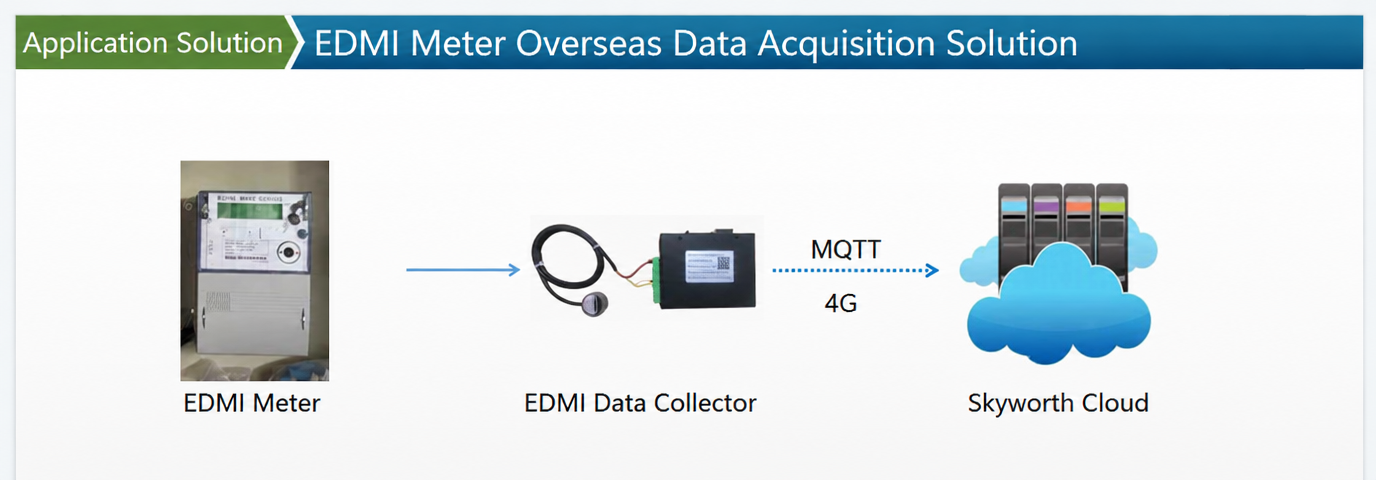 Application Solution
EDMI Meter Overseas Data Acquisition Solution
MQTT
4G
EDMI Meter
EDMI Data Collector
Skyworth Cloud